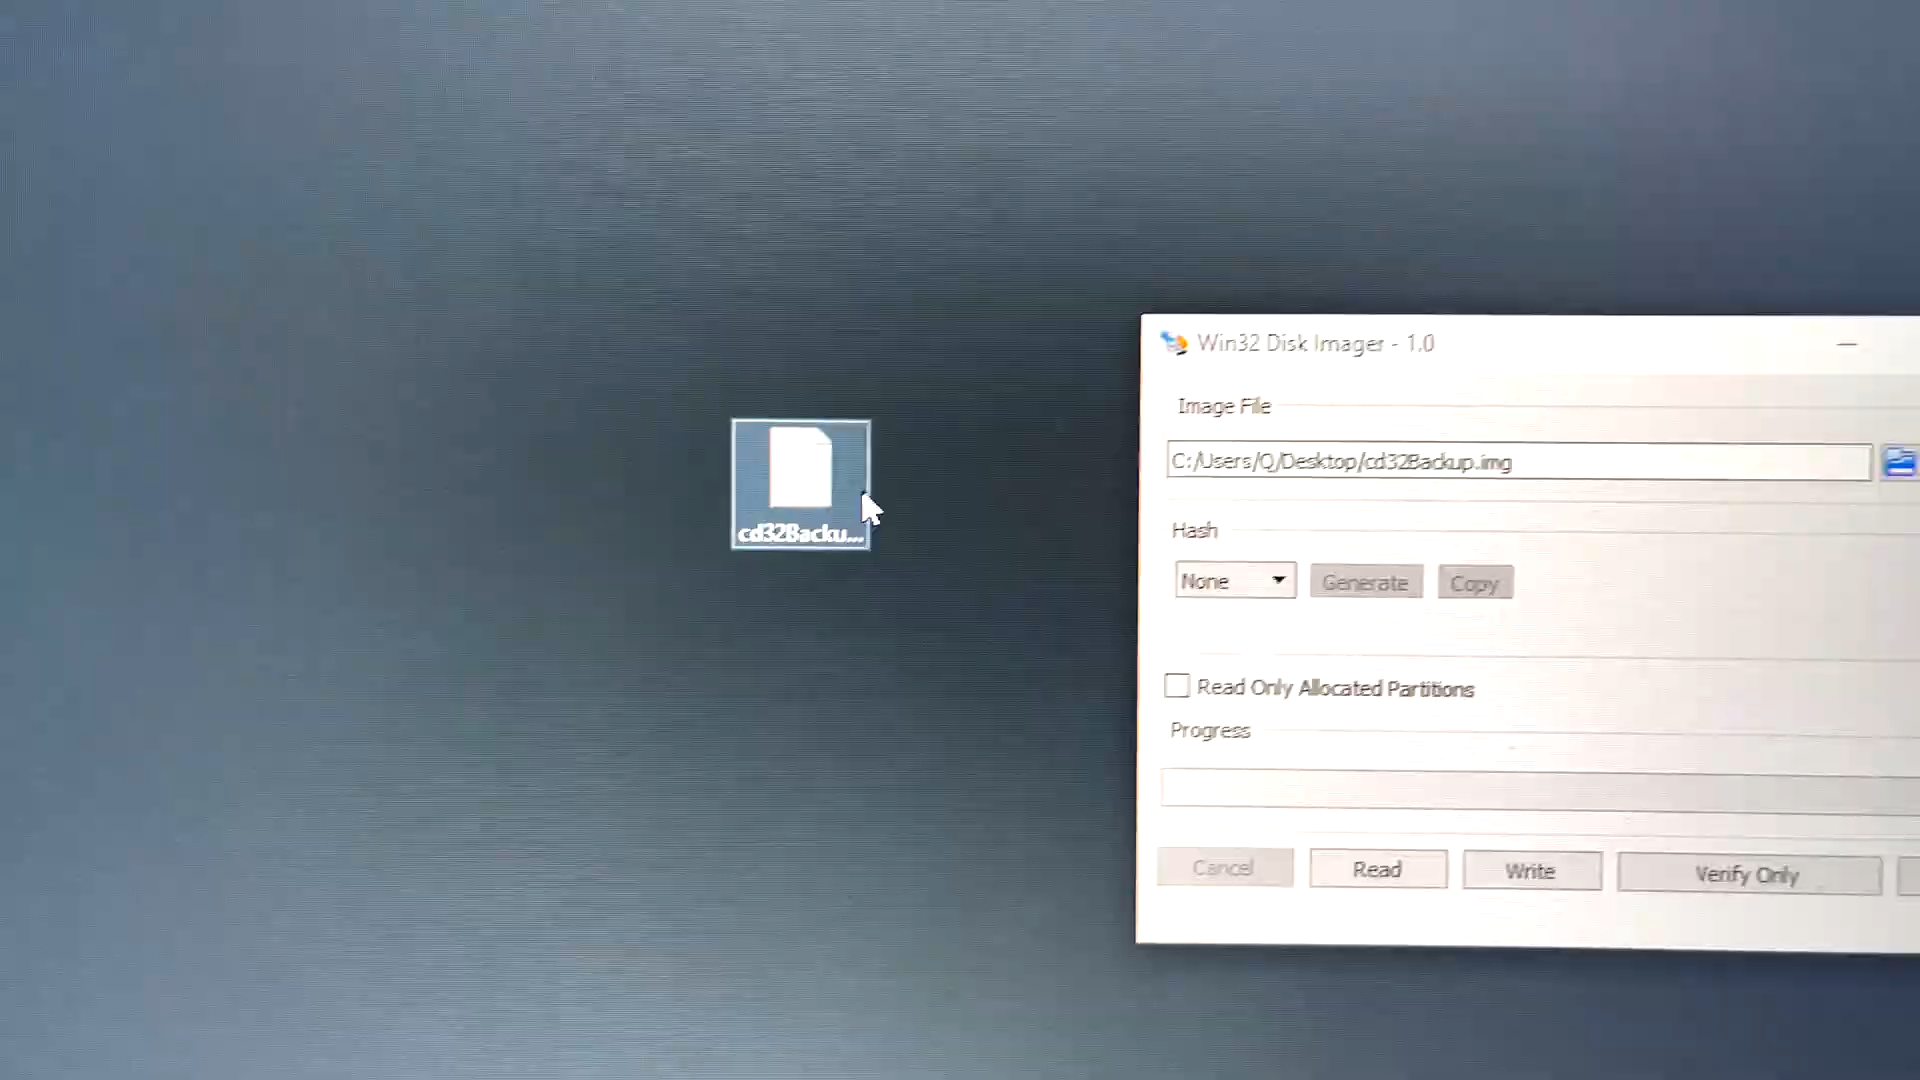 Win32 Disk Imager - 1.0
Image File
C:/Users/Q/Desktop/cd32Backup.img
cd32Backu...
Hash
None
Generate
Copy
Read Only Allocated Partitions
Progress
Cancel
Read
Write
Verify Only